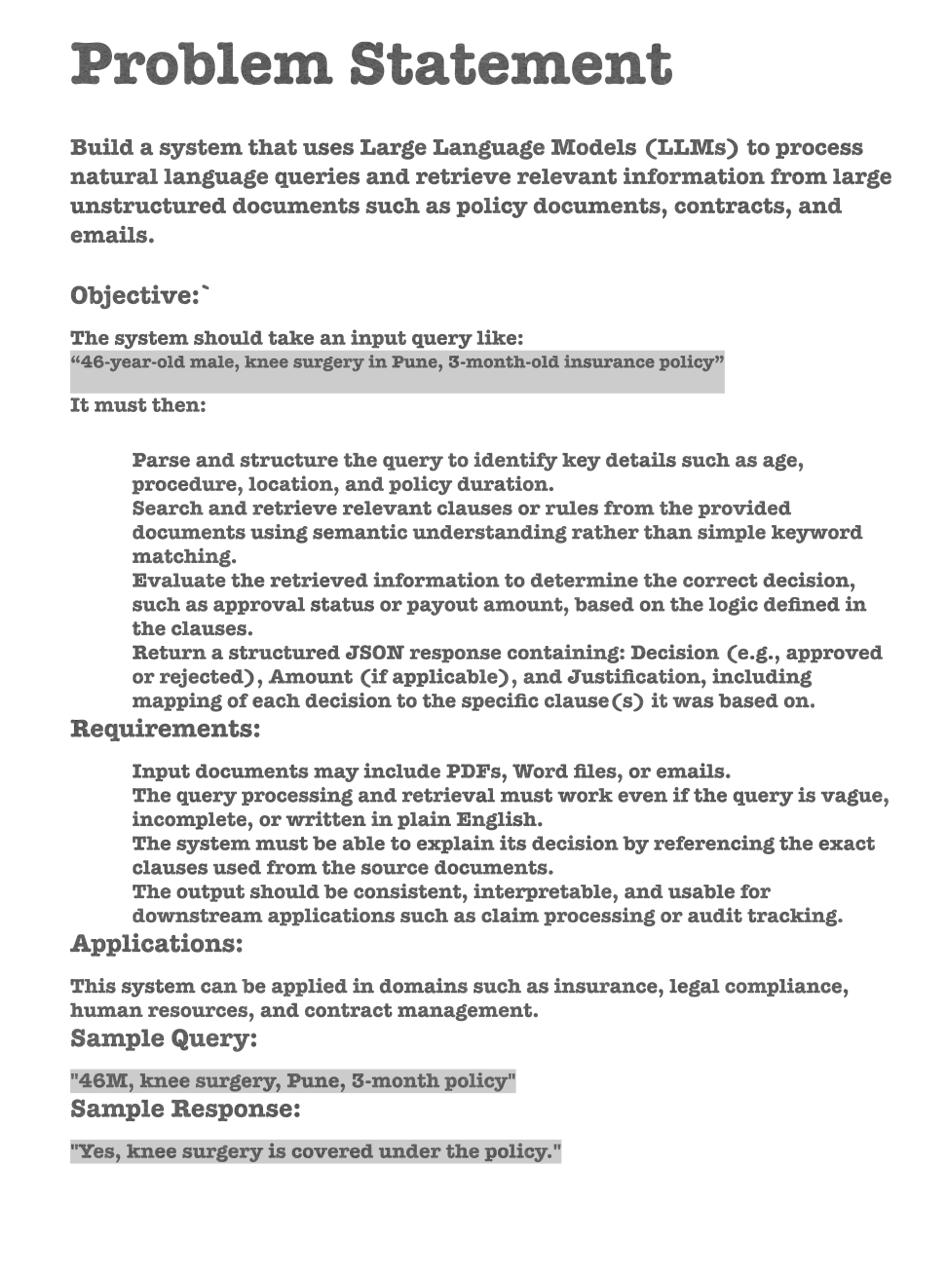 Problem Statement
Build a system that uses Large Language Models (LLMs) to process
natural language queries and retrieve relevant information from large
unstructured documents such as policy documents, contracts, and
emails.
Objective:`
The system should take an input query like:
“46-year-old male, knee surgery in Pune, 3-month-old insurance policy”
It must then:
Parse and structure the query to identify key details such as age,
procedure, location, and policy duration.
Search and retrieve relevant clauses or rules from the provided
documents using semantic understanding rather than simple keyword
matching.
Evaluate the retrieved information to determine the correct decision,
such as approval status or payout amount, based on the logic defined in
the clauses.
Return a structured JSON response containing: Decision (e.g., approved
or rejected), Amount (if applicable), and Justification, including
mapping of each decision to the specific clause(s) it was based on.
Requirements:
Input documents may include PDFs, Word files, or emails.
The query processing and retrieval must work even if the query is vague,
incomplete, or written in plain English.
The system must be able to explain its decision by referencing the exact
clauses used from the source documents.
The output should be consistent, interpretable, and usable for
downstream applications such as claim processing or audit tracking.
Applications:
This system can be applied in domains such as insurance, legal compliance,
human resources, and contract management.
Sample Query:
"46M, knee surgery, Pune, 3-month policy"
Sample Response:
"Yes, knee surgery is covered under the policy."